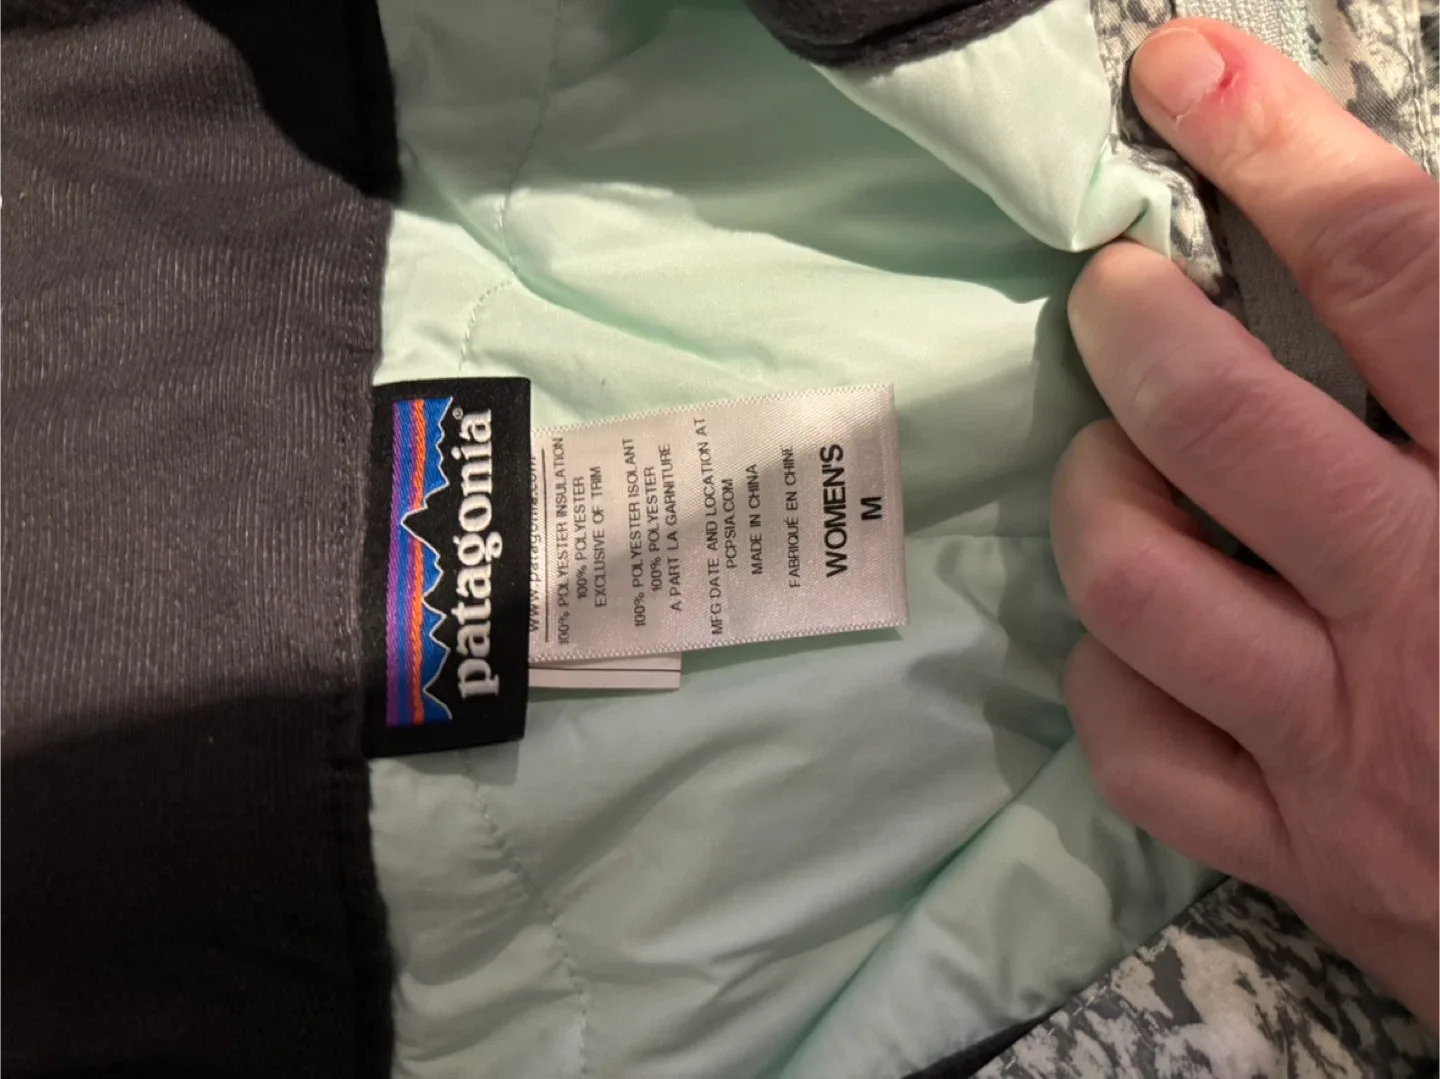 patagonia®
www.patagonia.com
100% POLYESTER INSULATION
100% POLYESTER
EXCLUSIVE OF TRIM
100% POLYESTER ISOLANT
100% POLYESTER
A PART LA GARNITURE
MFG DATE AND LOCATION AT
PCPSIA.COM
MADE IN CHINA
FABRIQUÉ EN CHINE
WOMEN'S
M